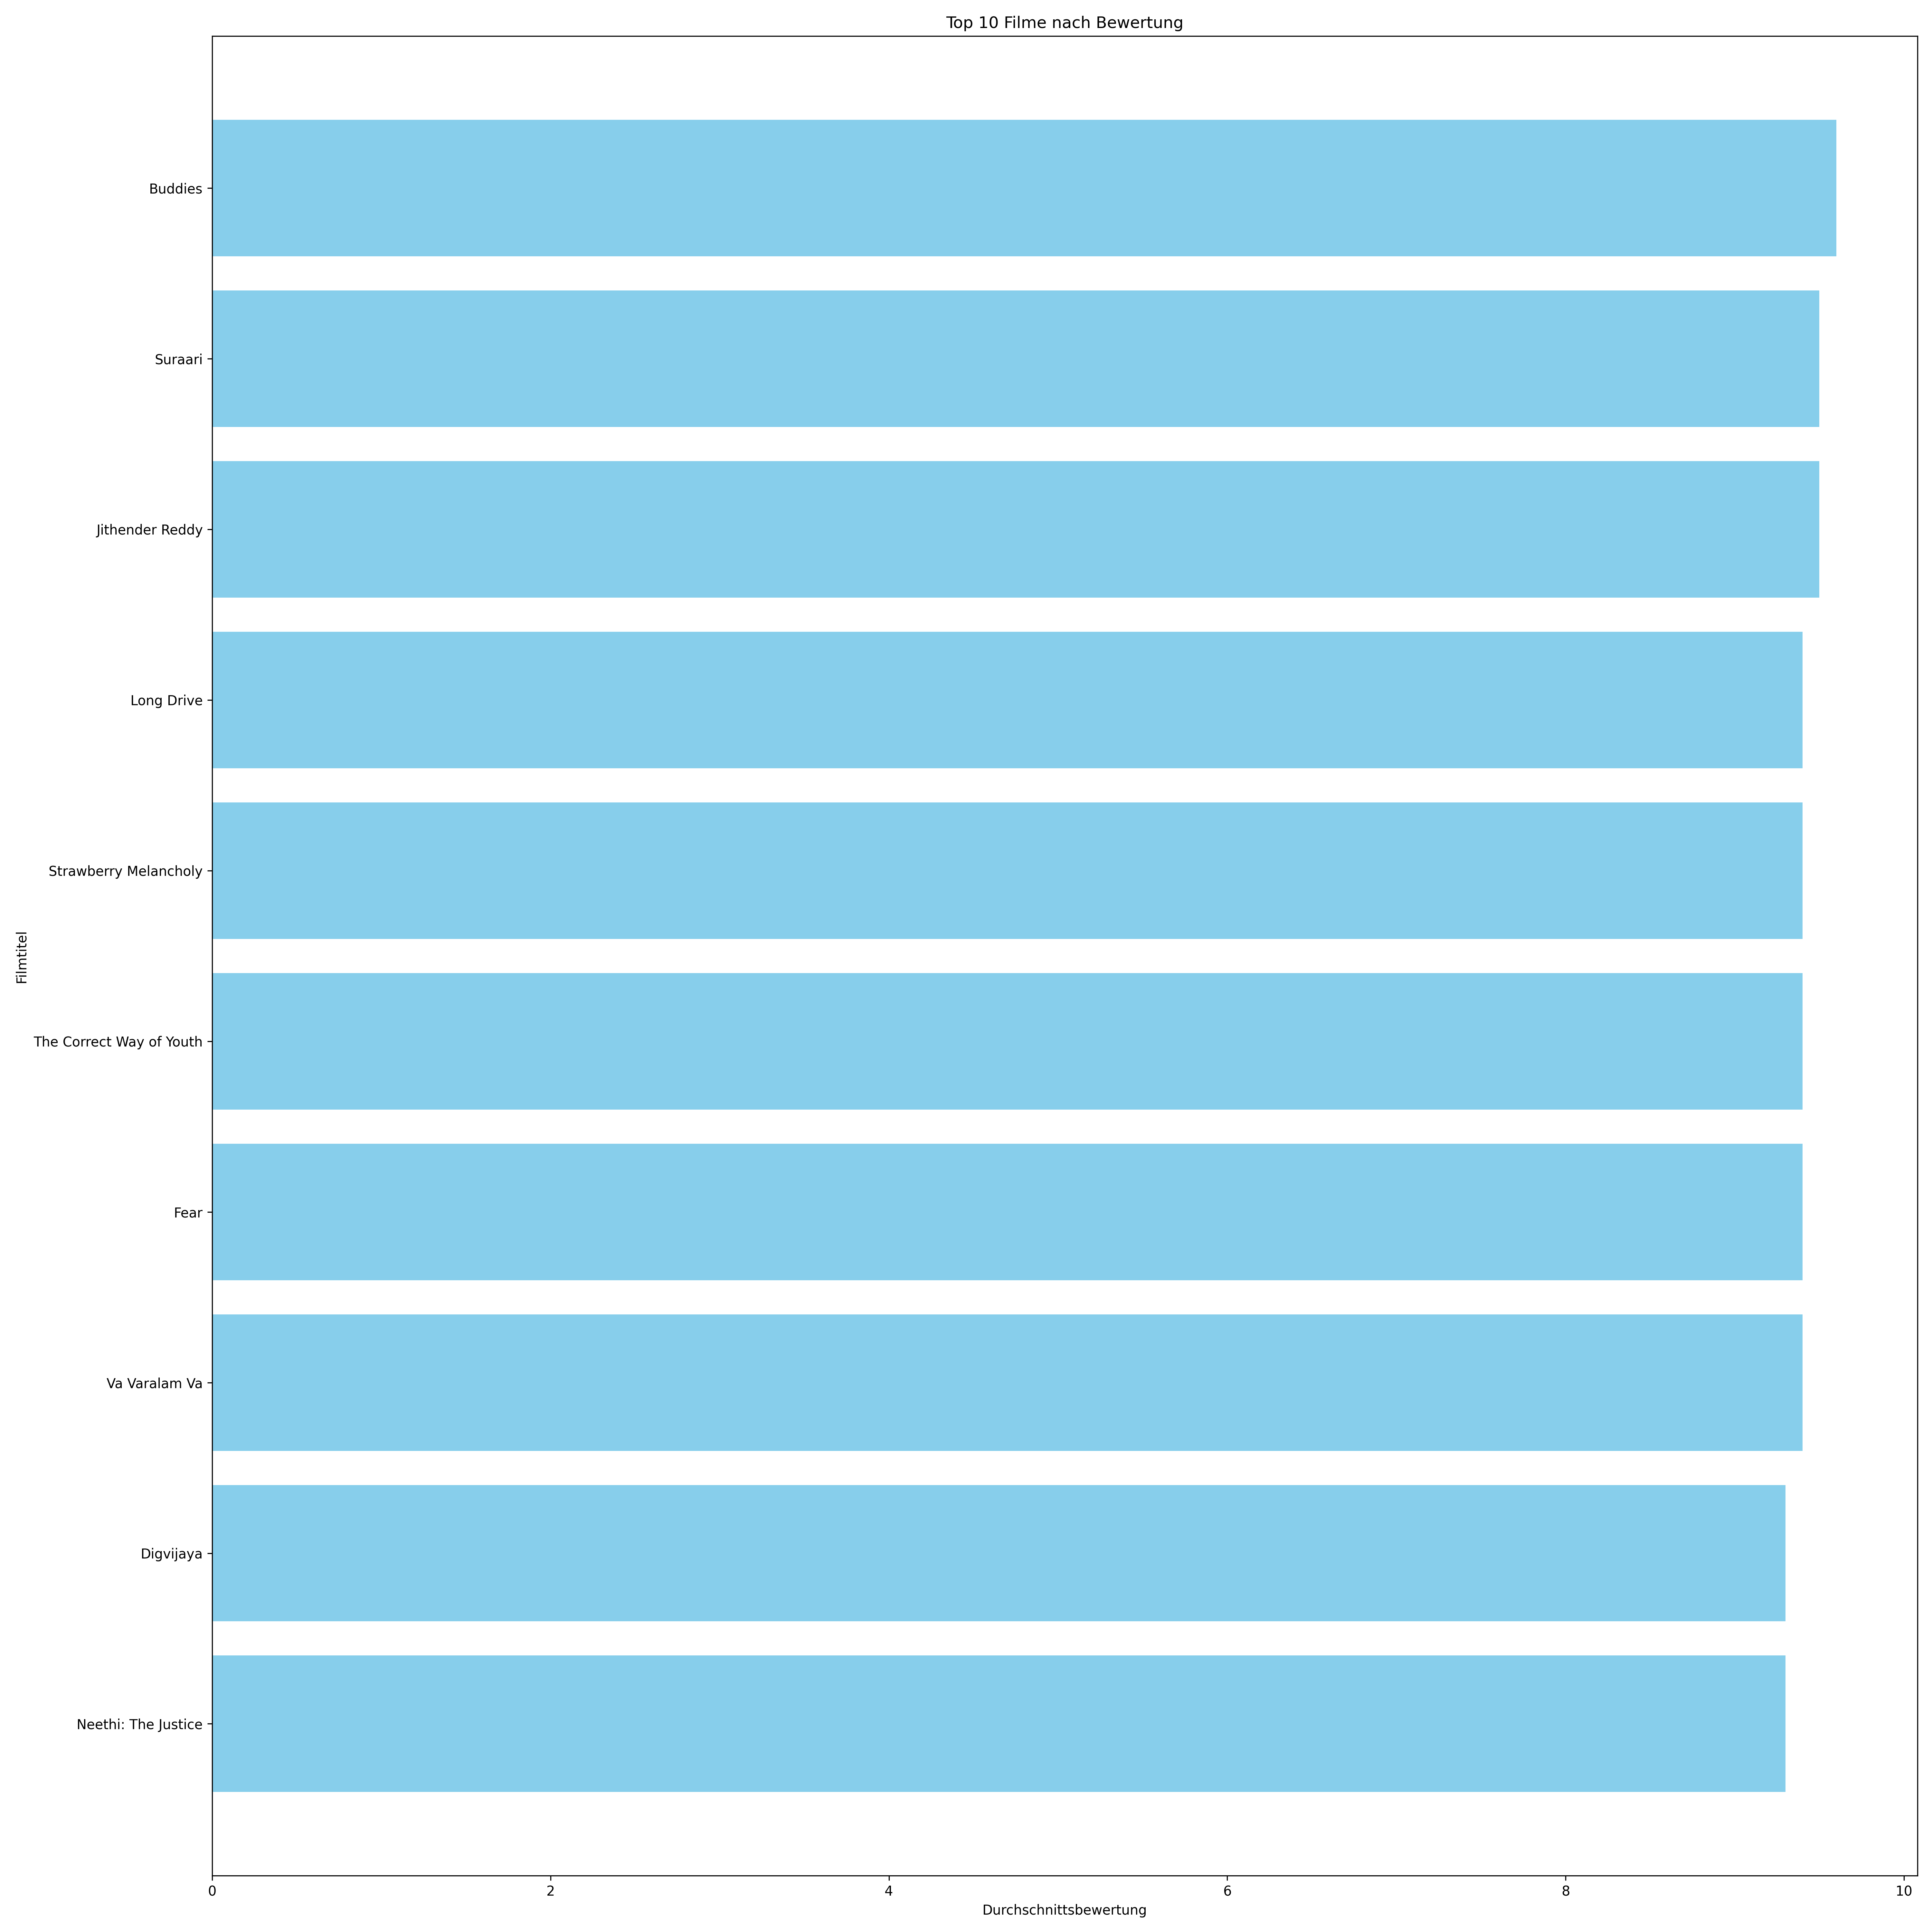 Top 10 Filme nach Bewertung
Filmtitel
Buddies
Suraari
Jithender Reddy
Long Drive
Strawberry Melancholy
The Correct Way of Youth
Fear
Va Varalam Va
Digvijaya
Neethi: The Justice
0 2 4 6 8 10
Durchschnittsbewertung